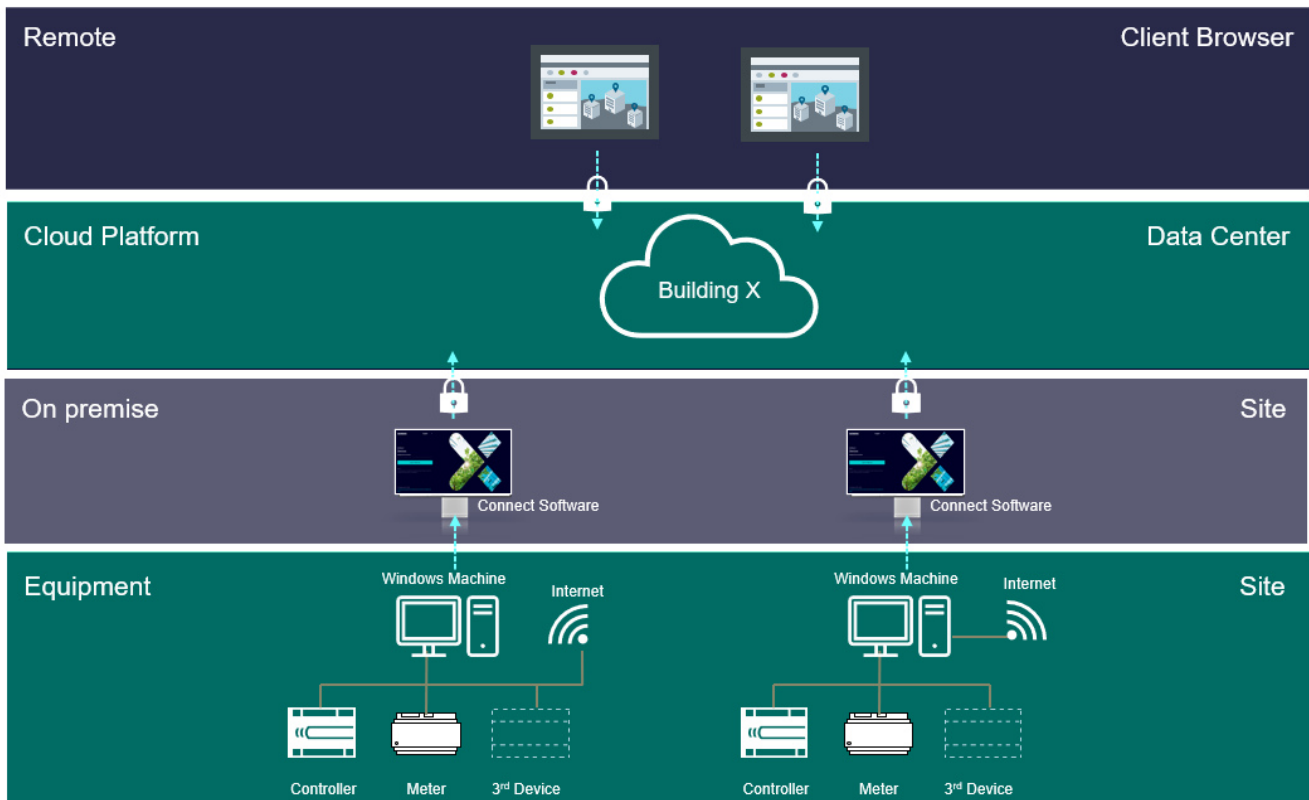 Remote
Client Browser
Cloud Platform
Data Center
Building X
On premise
Site
Connect Software
Connect Software
Equipment
Site
Windows Machine
Internet
Windows Machine
Internet
Controller
Meter
3rd Device
Controller
Meter
3rd Device